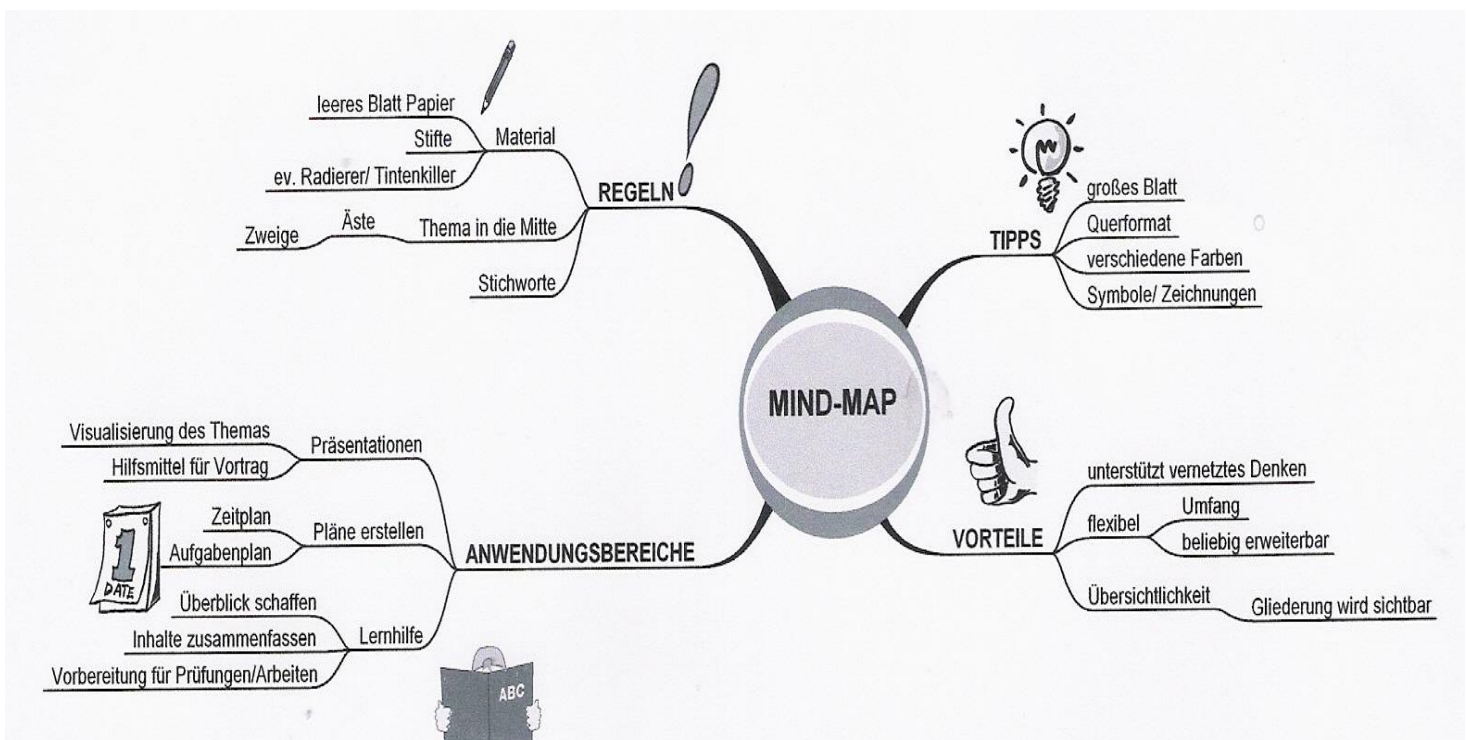 MIND-MAP
REGELN
Material
leeres Blatt Papier
Stifte
ev. Radierer/ Tintenkiller
Thema in die Mitte
Äste
Zweige
Stichworte
TIPPS
großes Blatt
Querformat
verschiedene Farben
Symbole/ Zeichnungen
VORTEILE
unterstützt vernetztes Denken
flexibel
Umfang
beliebig erweiterbar
Übersichtlichkeit
Gliederung wird sichtbar
ANWENDUNGSBEREICHE
Präsentationen
Visualisierung des Themas
Hilfsmittel für Vortrag
Pläne erstellen
Zeitplan
Aufgabenplan
1
DATE
Lernhilfe
Überblick schaffen
Inhalte zusammenfassen
Vorbereitung für Prüfungen/Arbeiten
ABC